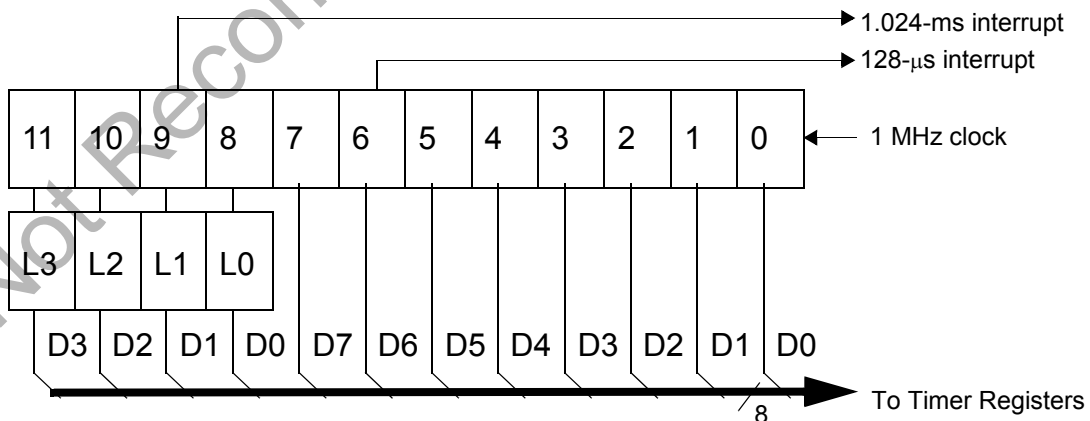 1.024-ms interrupt
128-μs interrupt
11 10 9 8 7 6 5 4 3 2 1 0
1 MHz clock
L3 L2 L1 L0
D3 D2 D1 D0 D7 D6 D5 D4 D3 D2 D1 D0
8
To Timer Registers
Not Recom